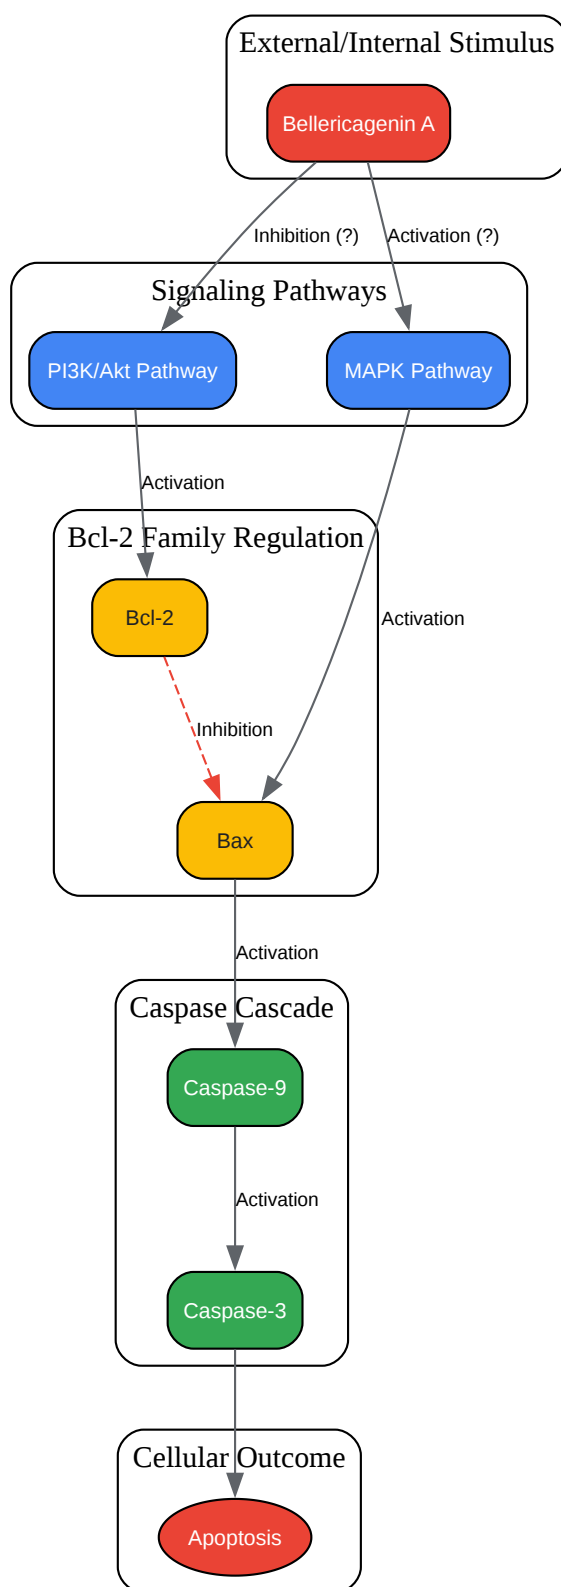 External/Internal Stimulus
Bellericagenin A
Inhibition (?)
Activation (?)
Signaling Pathways
PI3K/Akt Pathway
MAPK Pathway
Activation
Bcl-2 Family Regulation
Bcl-2
Activation
Inhibition
Bax
Activation
Caspase Cascade
Caspase-9
Activation
Caspase-3
Cellular Outcome
Apoptosis